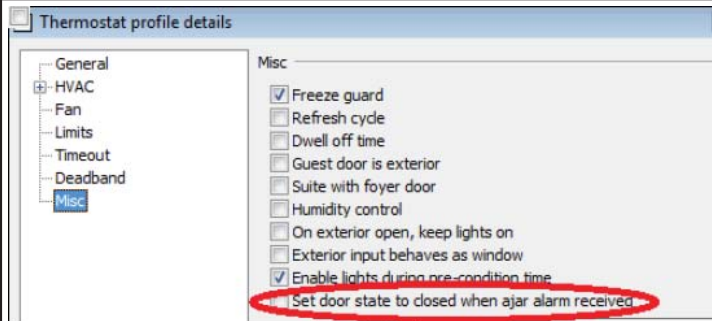 Thermostat profile details
General
HVAC
Fan
Limits
Timeout
Deadband
Misc
Misc
Freeze guard
Refresh cycle
Dwell off time
Guest door is exterior
Suite with foyer door
Humidity control
On exterior open, keep lights on
Exterior input behaves as window
Enable lights during pre-condition time
Set door state to closed when ajar alarm received